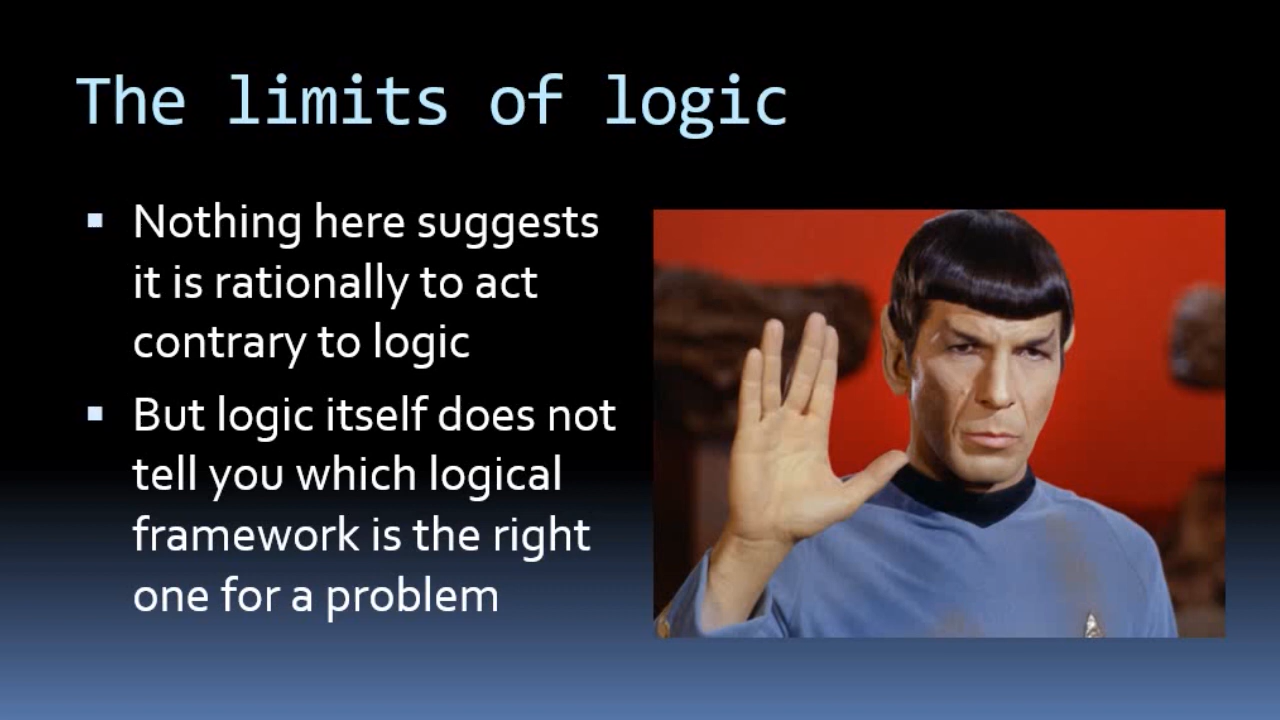 The limits of logic
Nothing here suggests
it is rationally to act
contrary to logic
But logic itself does not
tell you which logical
framework is the right
one for a problem